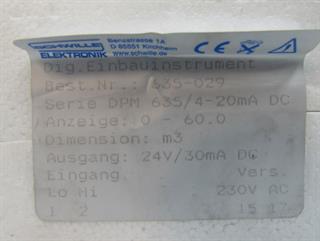 SCHWILLE
ELEKTRONIK
Benzstrasse 1A
D 85551 Kirchheim
www.schwille.de
CE
Dig.Einbauinstrument
Best.Nr.: 635-029
Serie DPM 635/4-20mA DC
Anzeige: 0 - 60.0
Dimension: m3
Ausgang: 24V/30mA DC
Eingang Vers.
Lo Hi 230V AC
1 2 15 17